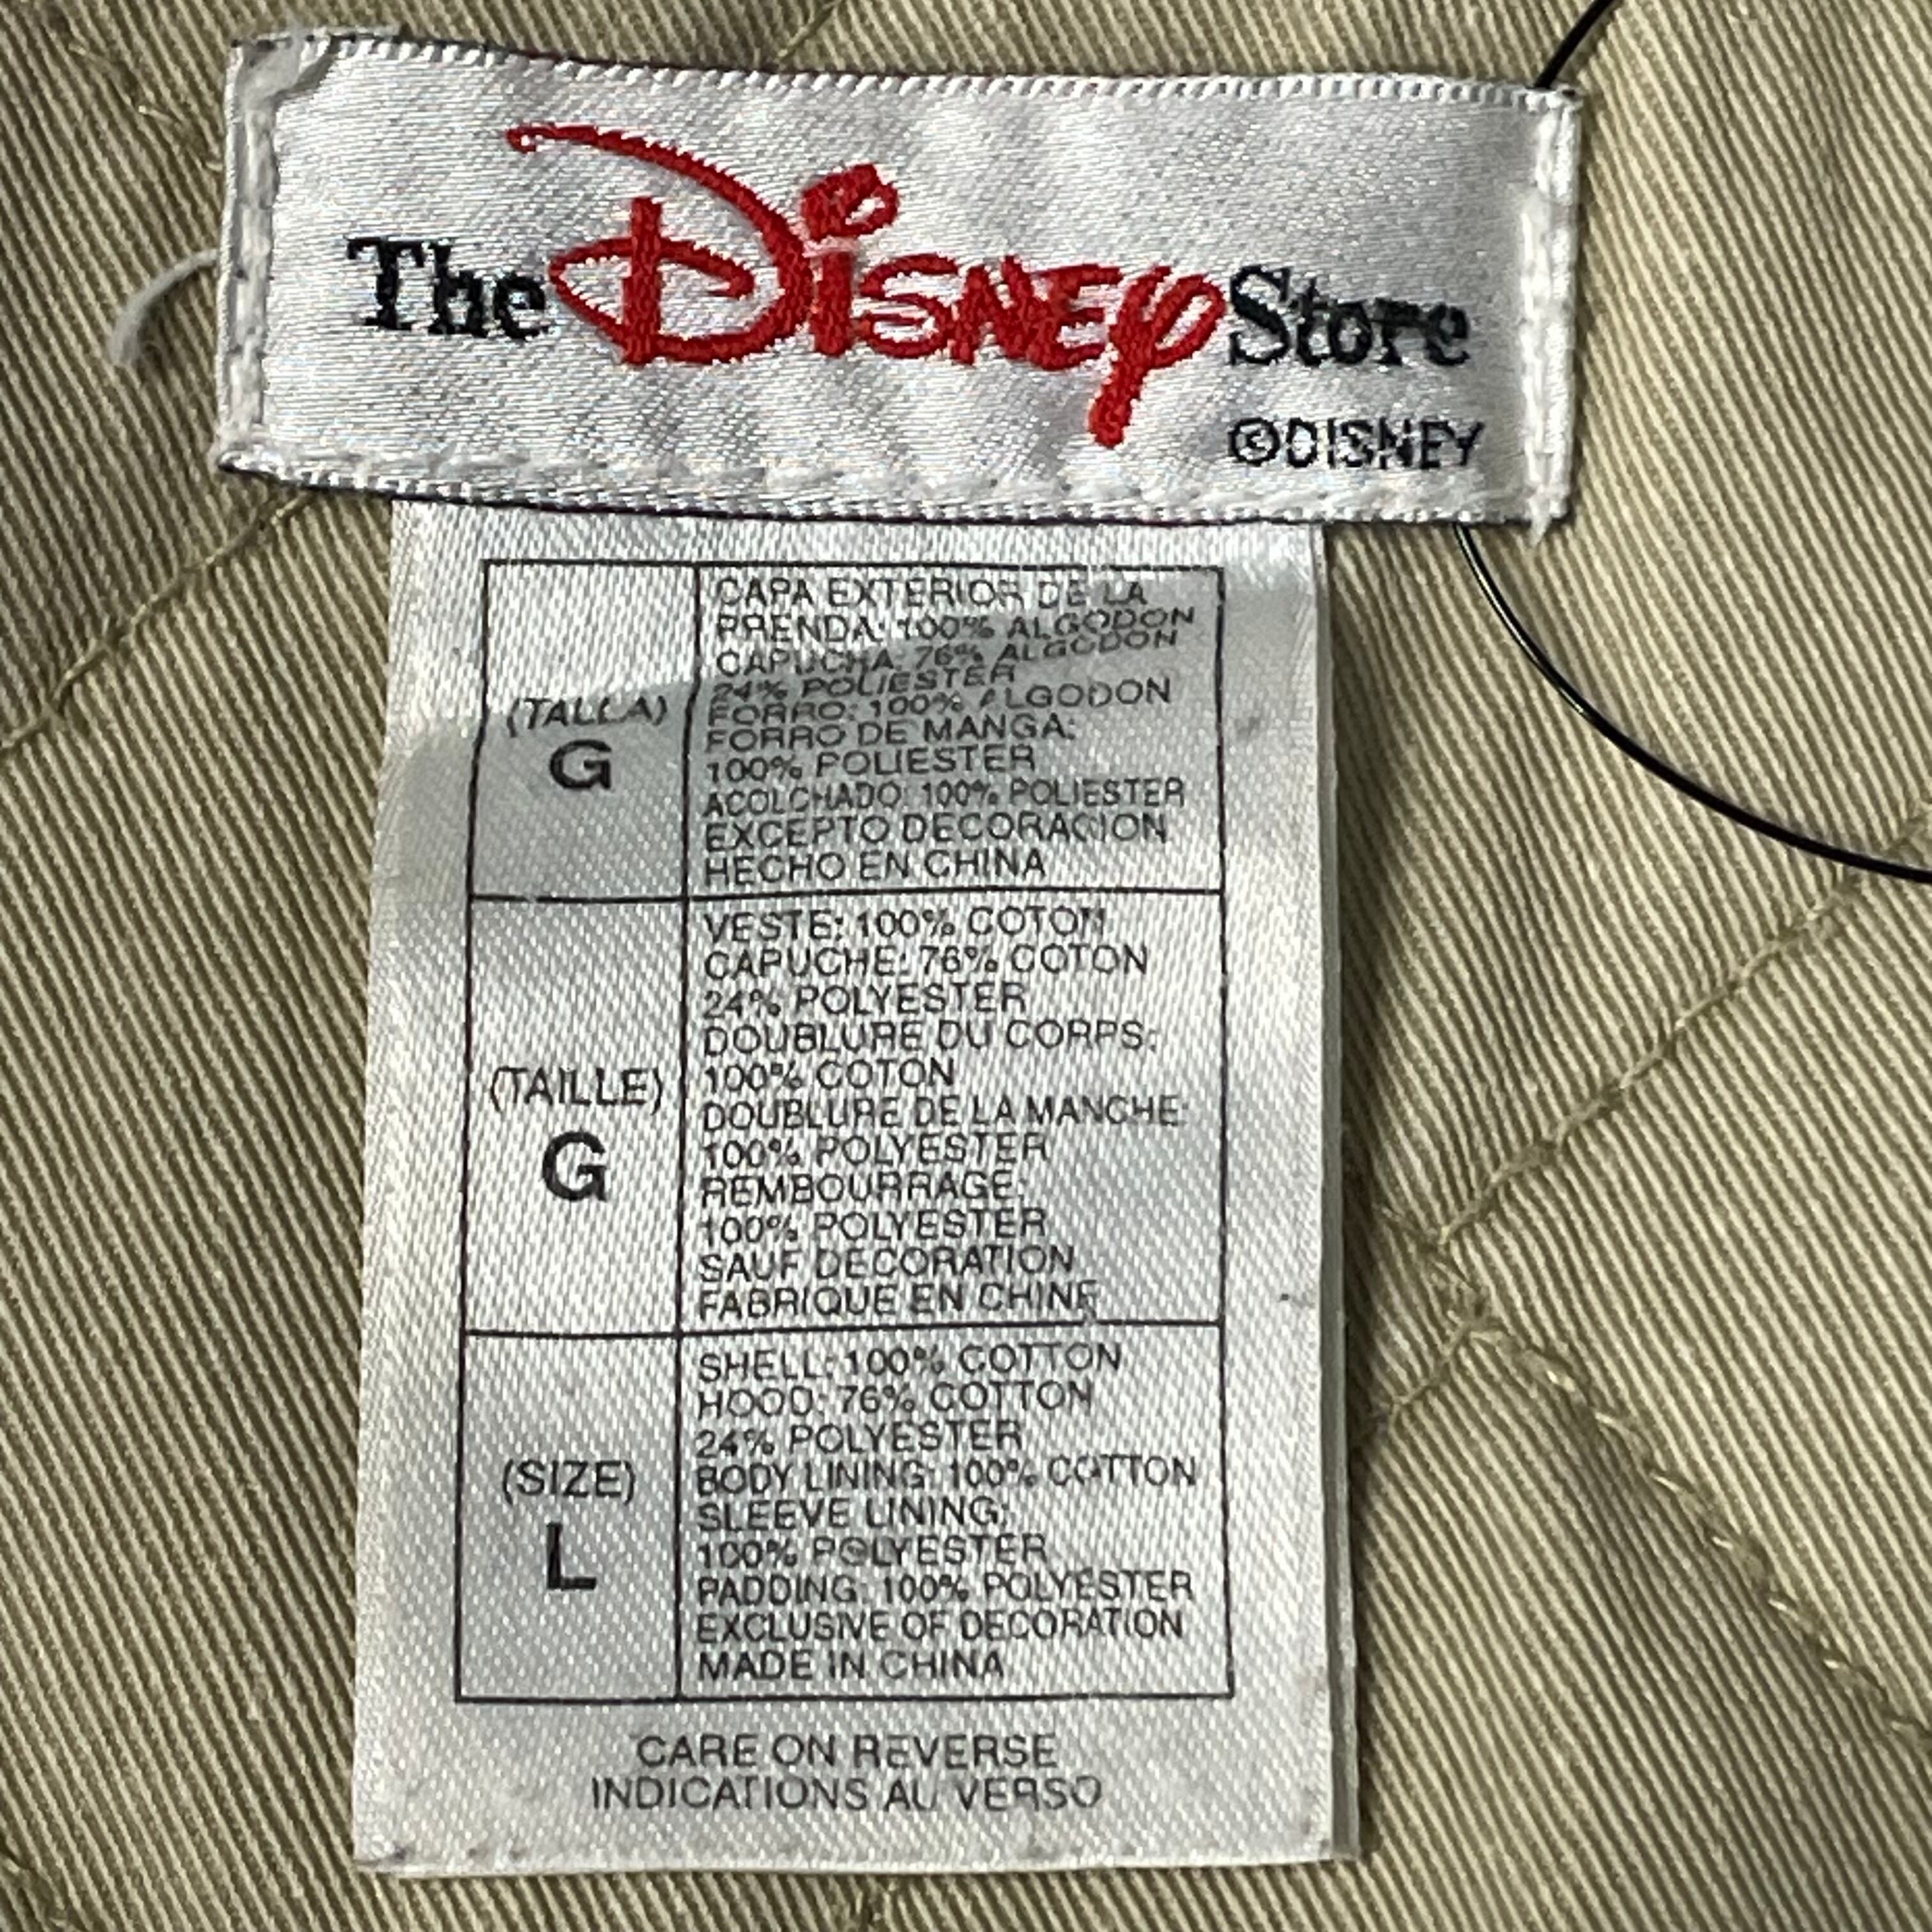 The Disney Store
©DISNEY
(TALLA)
G
CAPA EXTERIOR DE LA
PRENDA: 100% ALGODON
CAPUCHA: 76% ALGODON
24% POLIESTER
FORRO: 100% ALGODON
FORRO DE MANGA:
100% POLIESTER
ACOLCHADO: 100% POLIESTER
EXCEPTO DECORACION
HECHO EN CHINA
(TAILLE)
G
VESTE: 100% COTON
CAPUCHE: 76% COTON
24% POLYESTER
DOUBLURE DU CORPS:
100% COTON
DOUBLURE DE LA MANCHE:
100% POLYESTER
REMBOURRAGE:
100% POLYESTER
SAUF DECORATION
FABRIQUE EN CHINE
(SIZE)
L
SHELL: 100% COTTON
HOOD: 76% COTTON
24% POLYESTER
BODY LINING: 100% COTTON
SLEEVE LINING:
100% POLYESTER
PADDING: 100% POLYESTER
EXCLUSIVE OF DECORATION
MADE IN CHINA
CARE ON REVERSE
INDICATIONS AU VERSO